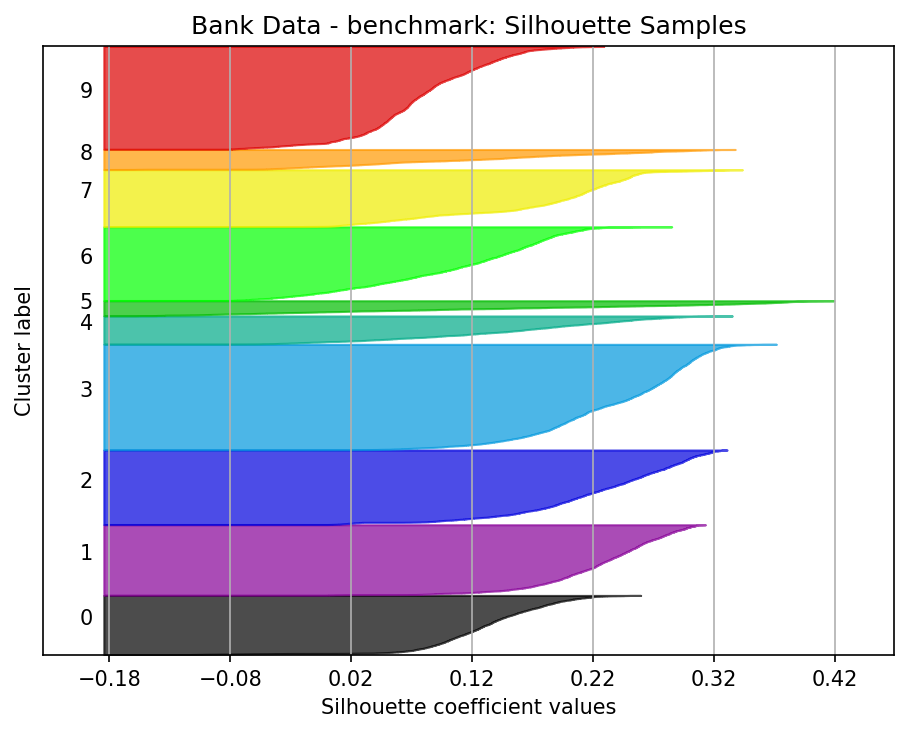 Bank Data - benchmark: Silhouette Samples
9
8
7
6
5
4
3
2
1
0
Cluster label
−0.18 −0.08 0.02 0.12 0.22 0.32 0.42
Silhouette coefficient values